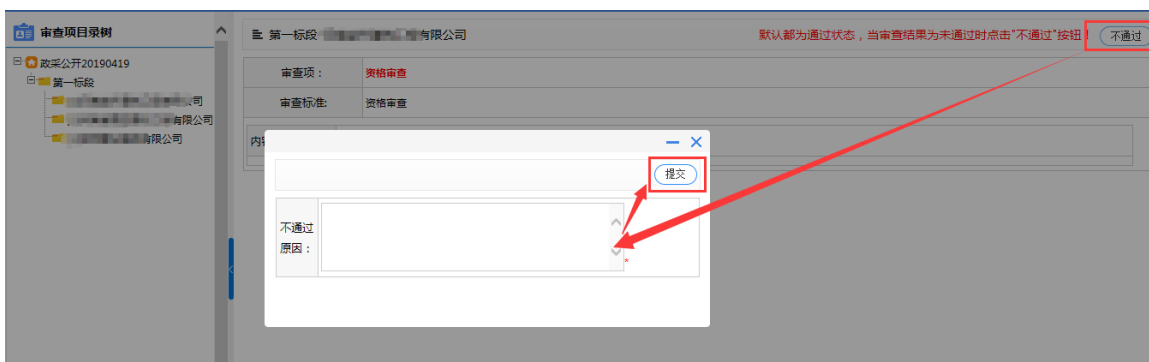 审查项目录树
政采公开20190419
第一标段
司
有限公司
有限公司
第一标段
有限公司
默认都为通过状态，当审查结果为未通过时点击"不通过"按钮！
不通过
审查项：
资格审查
审查标准:
资格审查
内
提交
不通过
原因：
*